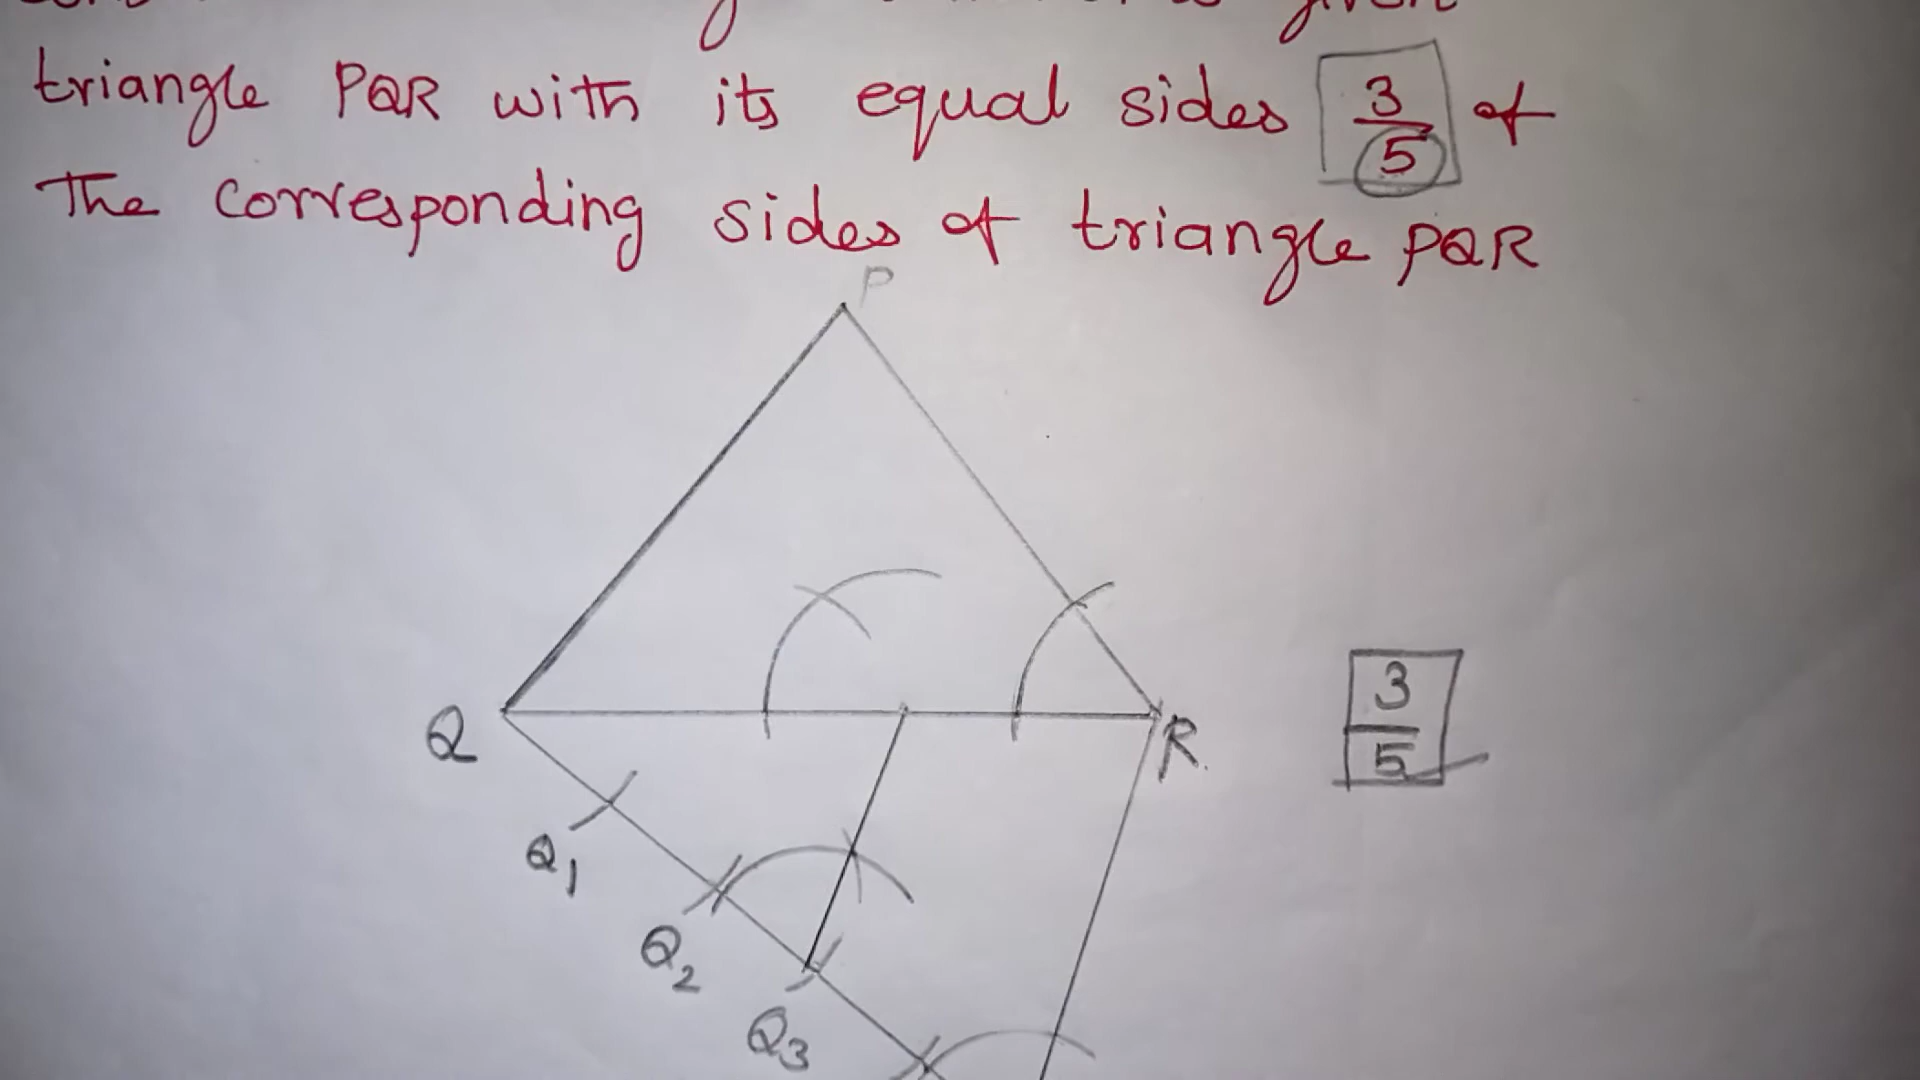 given
triangle PQR with its equal sides 3/5 of
The corresponding sides of triangle PQR
P
Q
R.
3/5
Q1
Q2
Q3